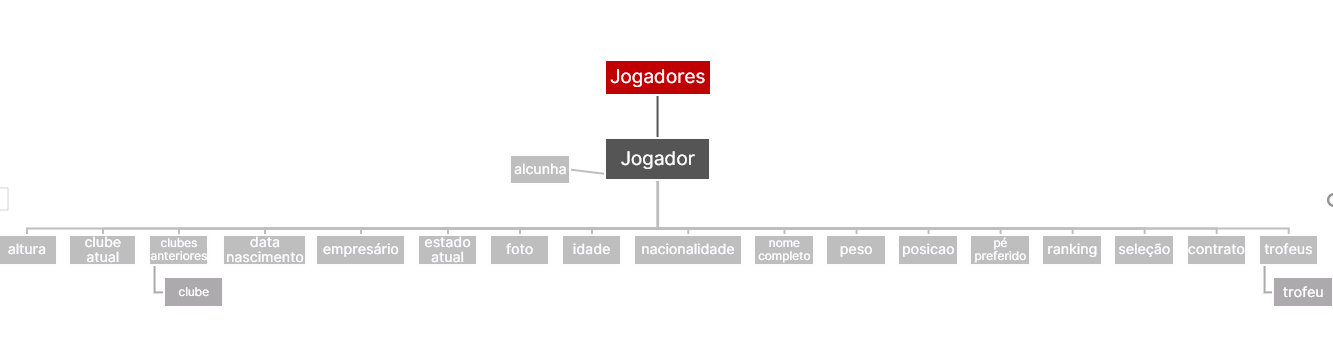 Jogadores
Jogador
alcunha
altura
clube
atual
clubes
anteriores
data
nascimento
empresário
estado
atual
foto
idade
nacionalidade
nome
completo
peso
posicao
pé
preferido
ranking
seleção
contrato
trofeus
clube
trofeu